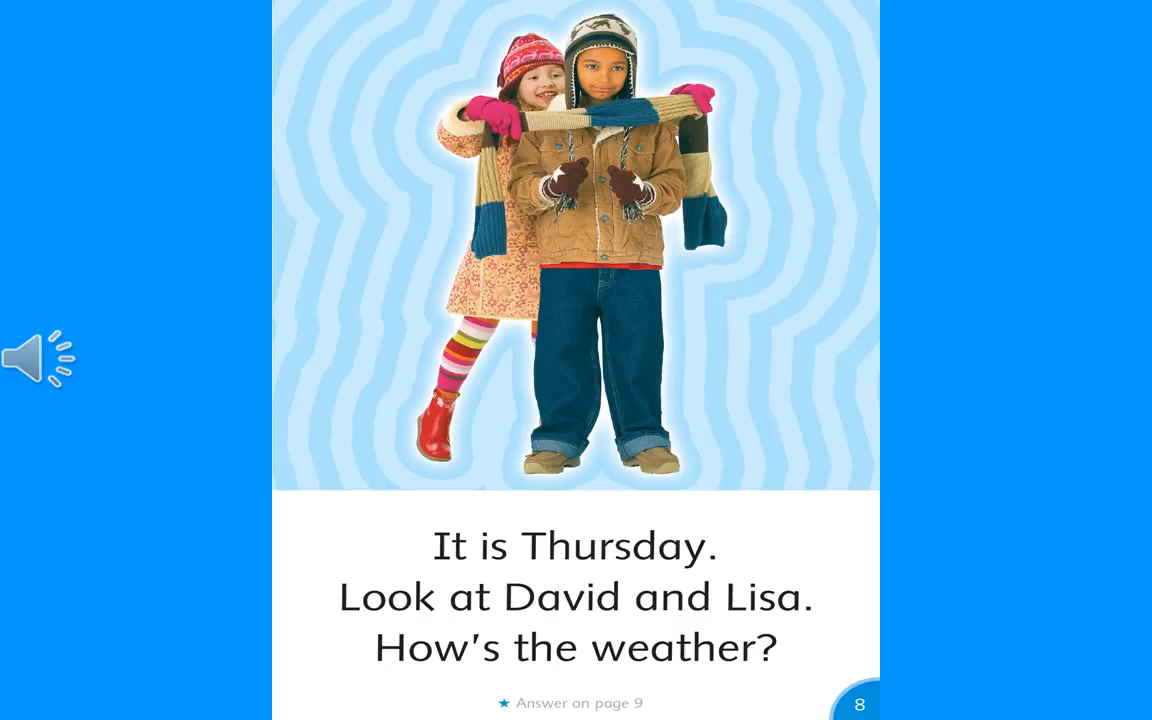 It is Thursday.
Look at David and Lisa.
How's the weather?
★ Answer on page 9
8